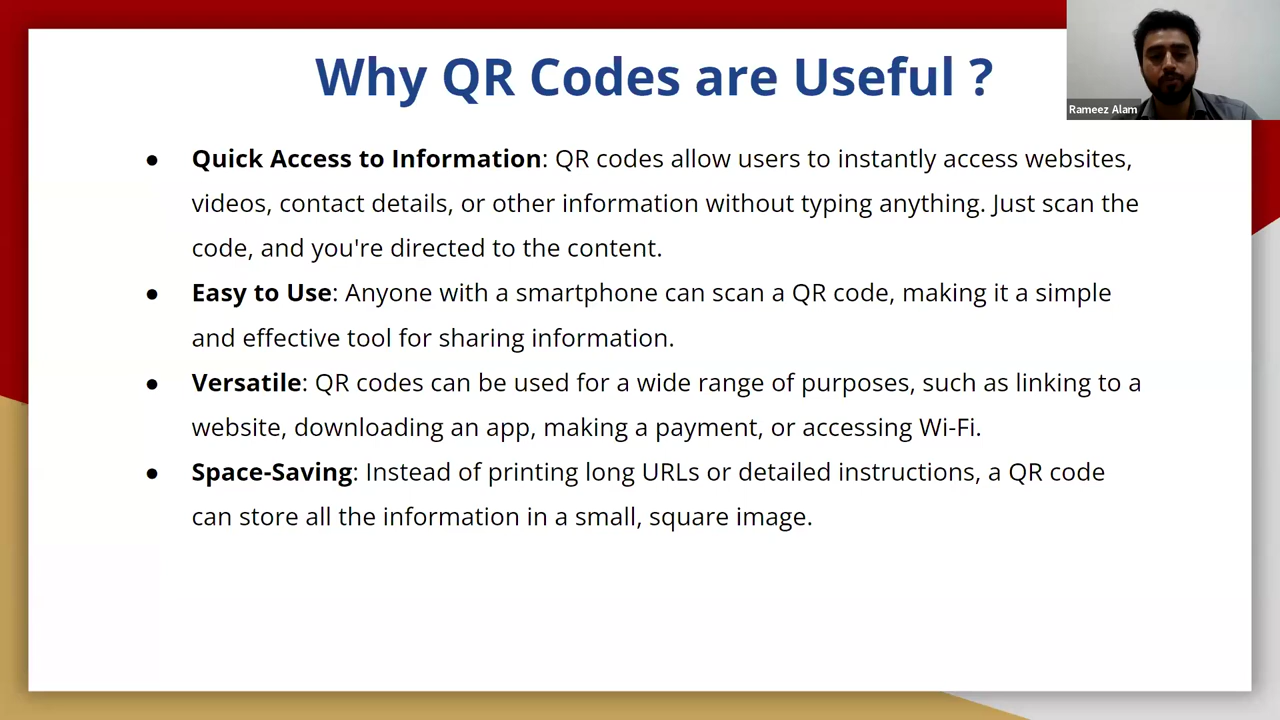 Why QR Codes are Useful ?
Rameez Alam
● Quick Access to Information: QR codes allow users to instantly access websites,
videos, contact details, or other information without typing anything. Just scan the
code, and you're directed to the content.
● Easy to Use: Anyone with a smartphone can scan a QR code, making it a simple
and effective tool for sharing information.
● Versatile: QR codes can be used for a wide range of purposes, such as linking to a
website, downloading an app, making a payment, or accessing Wi-Fi.
● Space-Saving: Instead of printing long URLs or detailed instructions, a QR code
can store all the information in a small, square image.